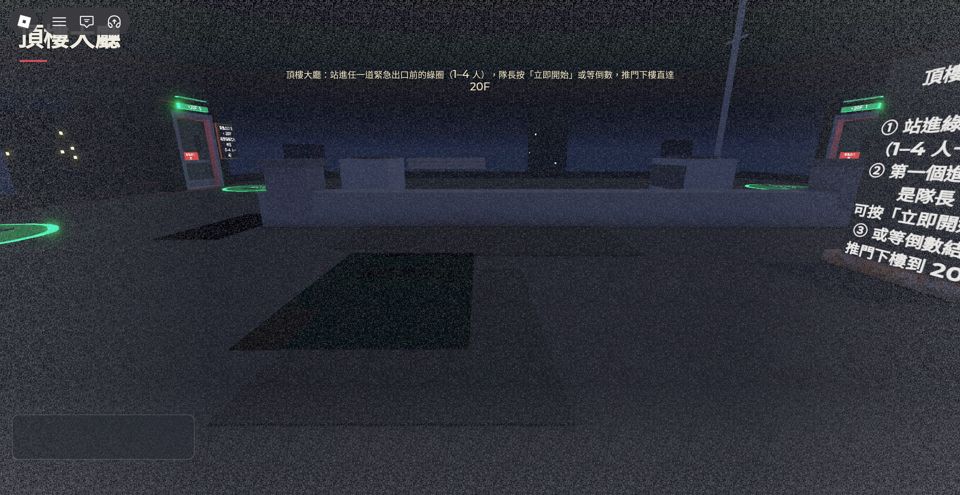 頂樓大廳
頂樓大廳：站進任一道緊急出口前的綠圈（1–4 人），隊長按「立即開始」或等倒數，推門下樓直達
20F
頂樓
① 站進綠
（1–4 人
② 第一個進
是隊長
可按「立即開
③ 或等倒數結
推門下樓到 20